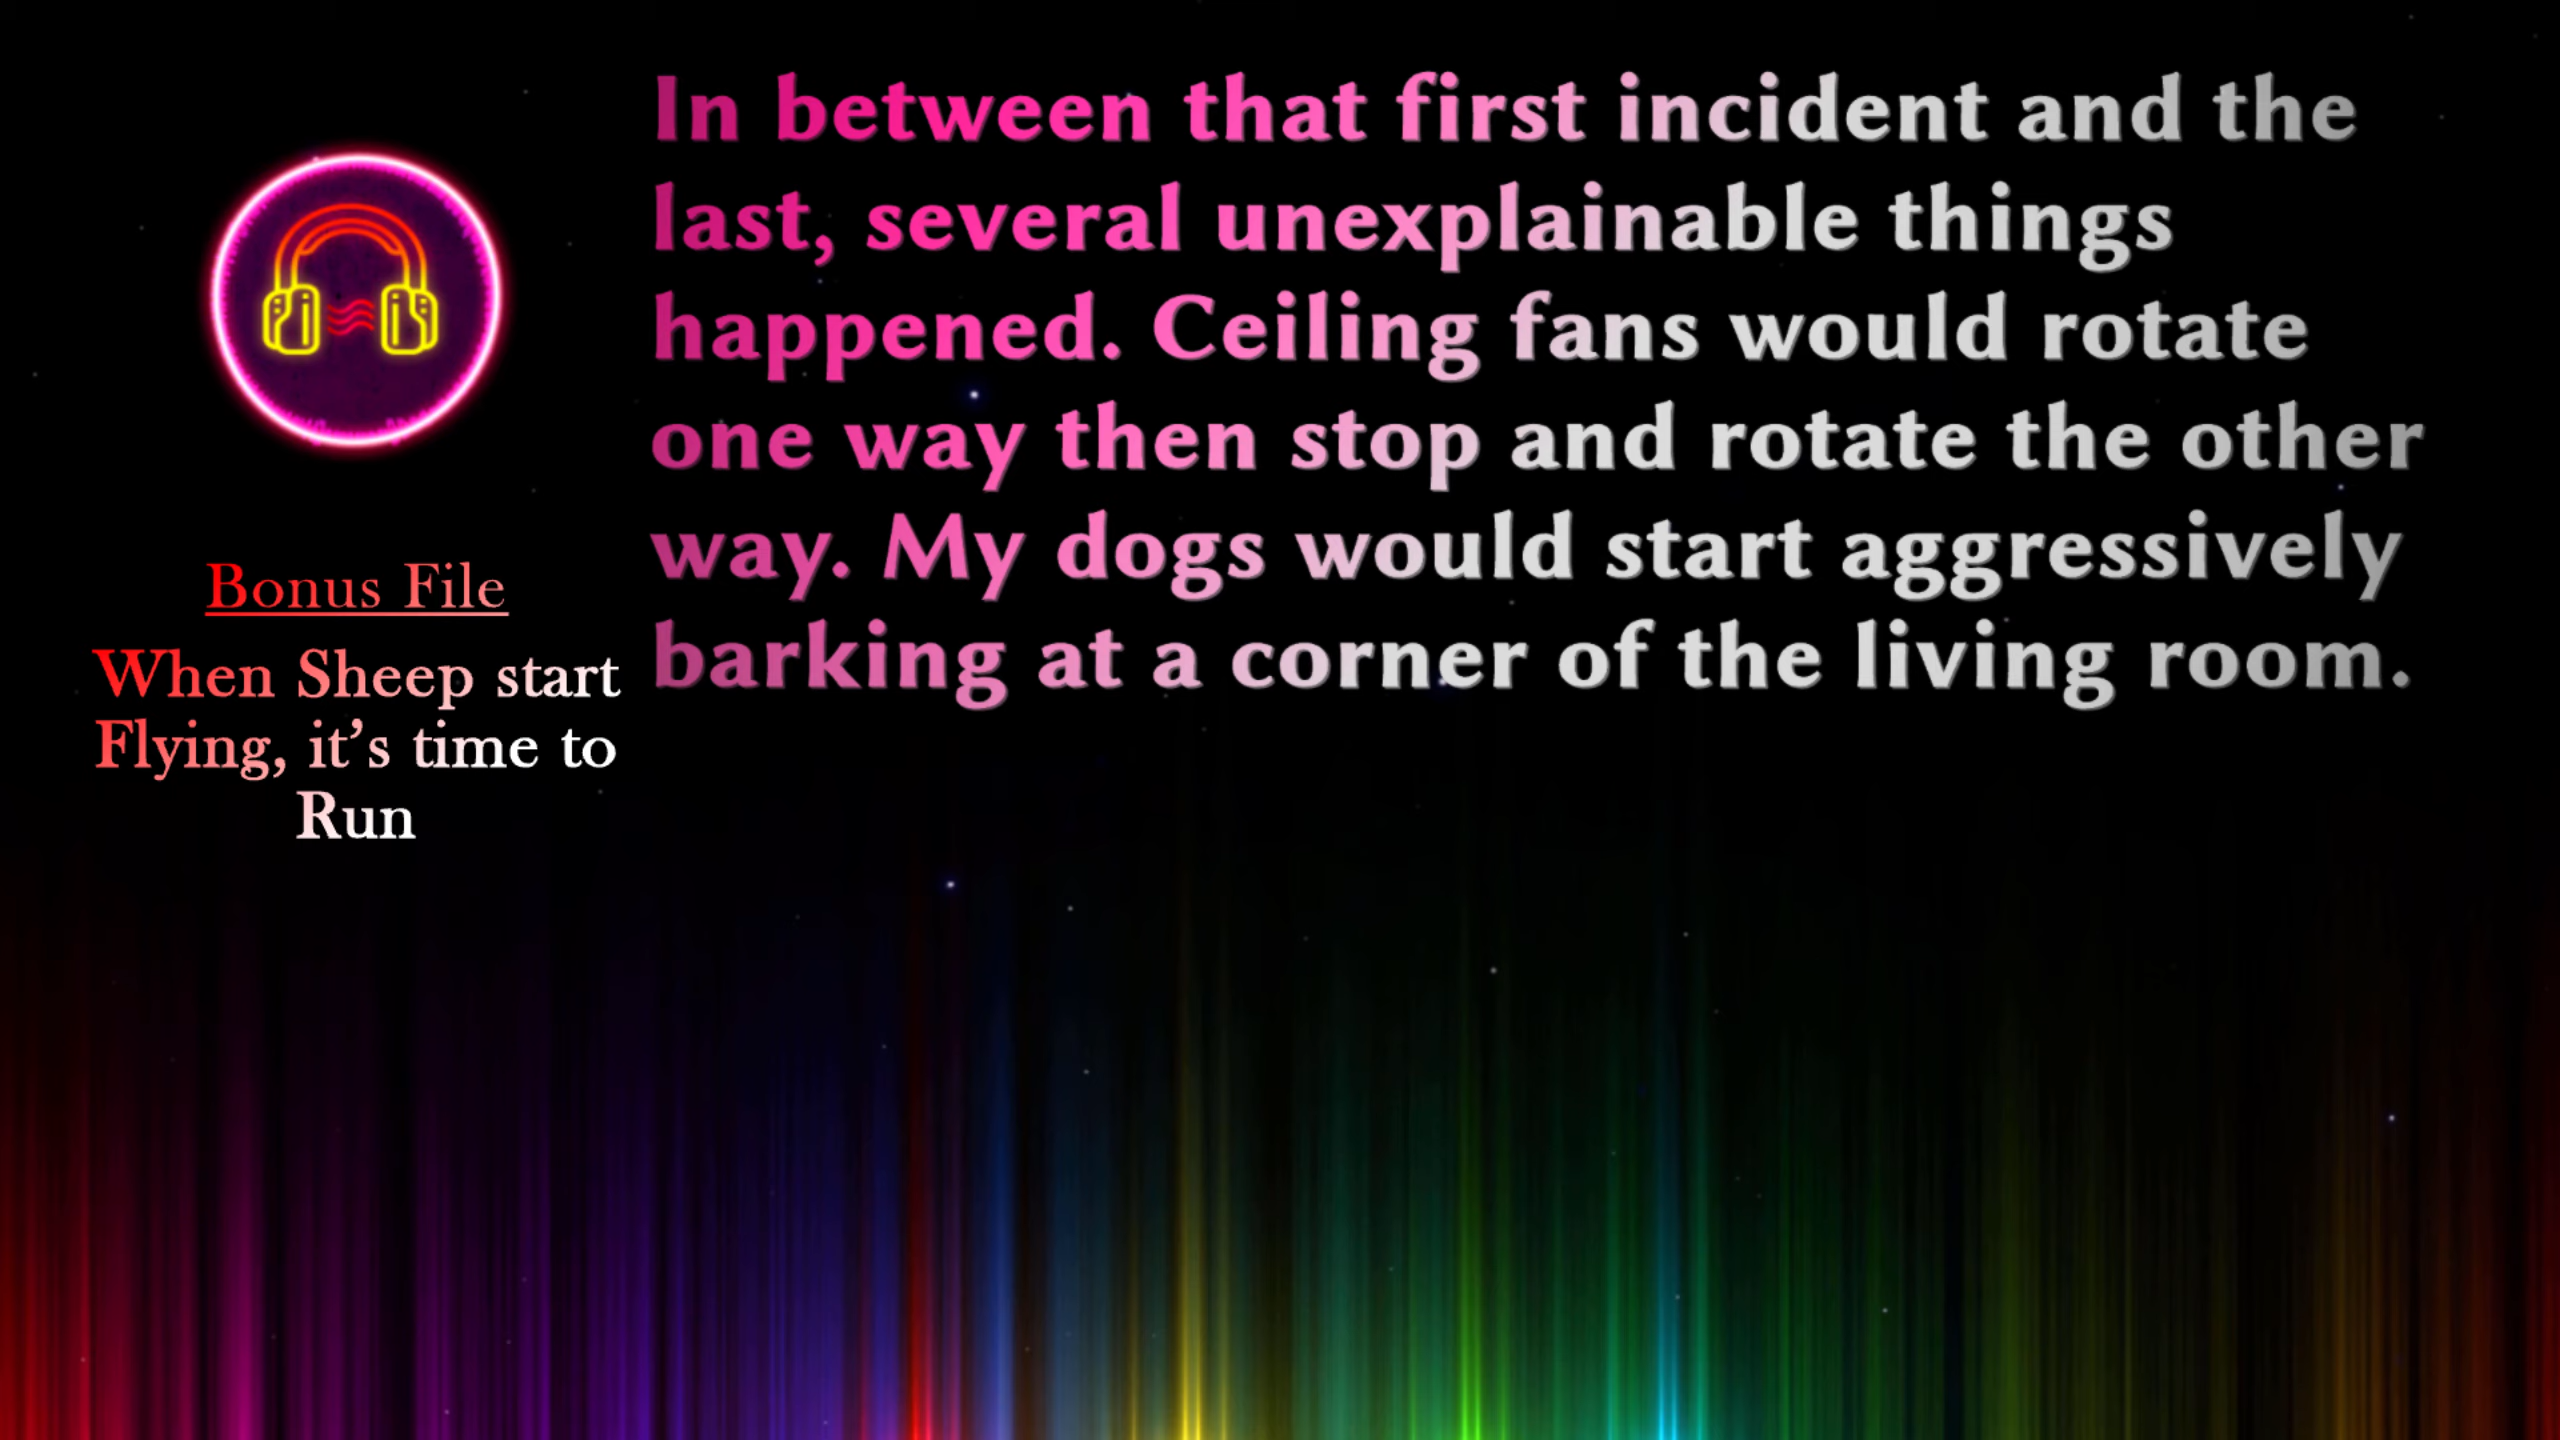 In between that first incident and the
last, several unexplainable things
happened. Ceiling fans would rotate
one way then stop and rotate the other
way. My dogs would start aggressively
barking at a corner of the living room.
Bonus File
When Sheep start
Flying, it’s time to
Run